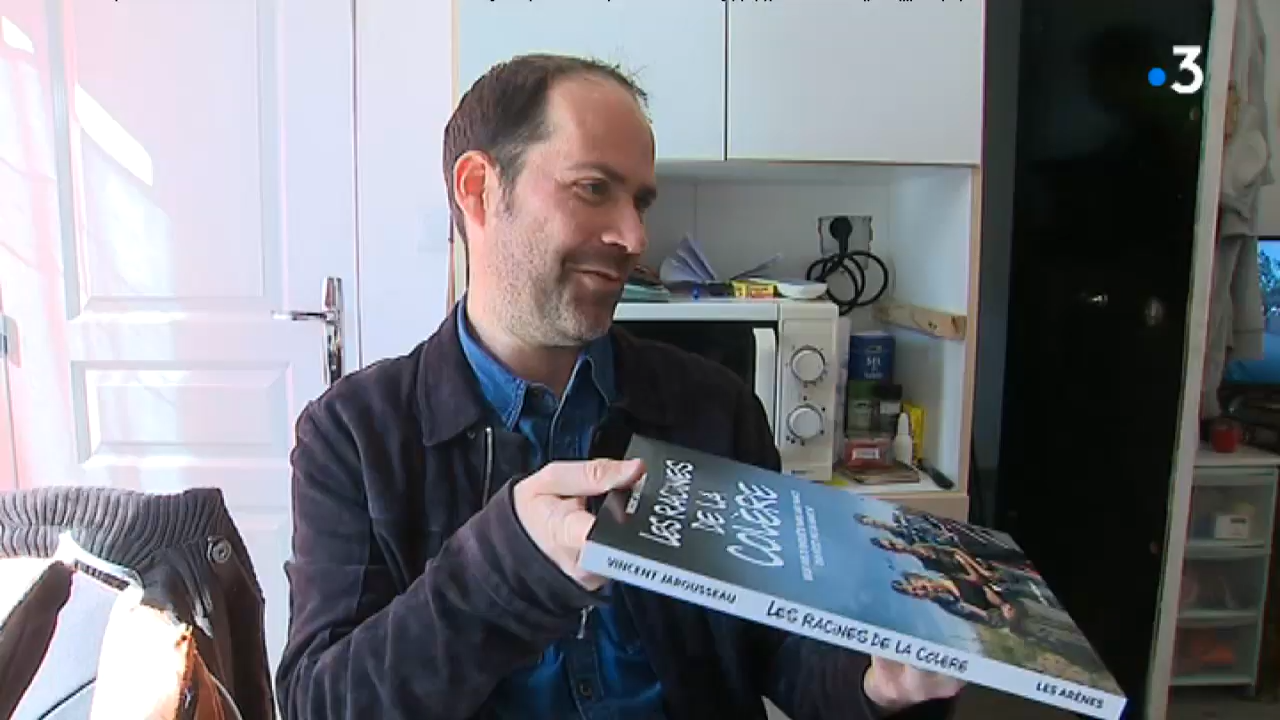 3
LES RACINES
DE LA
COLÈRE
VINCENT JAROUSSEAU LES RACINES DE LA COLÈRE LES ARÈNES